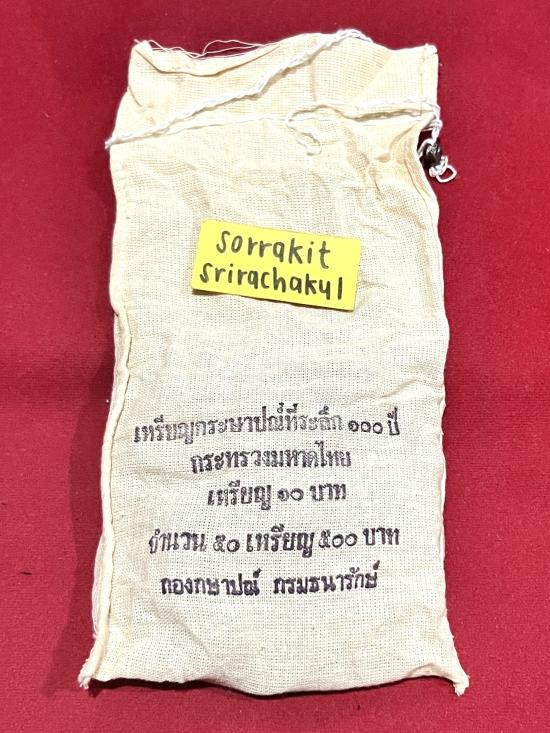 sorrakit
srirachakul
เหรียญกระษาปณ์ที่ระลึก ๑๐๐ ปี
กระทรวงมหาดไทย
เหรียญ ๑๐ บาท
จำนวน ๕๐ เหรียญ ๕๐๐ บาท
กองกษาปณ์ กรมธนารักษ์